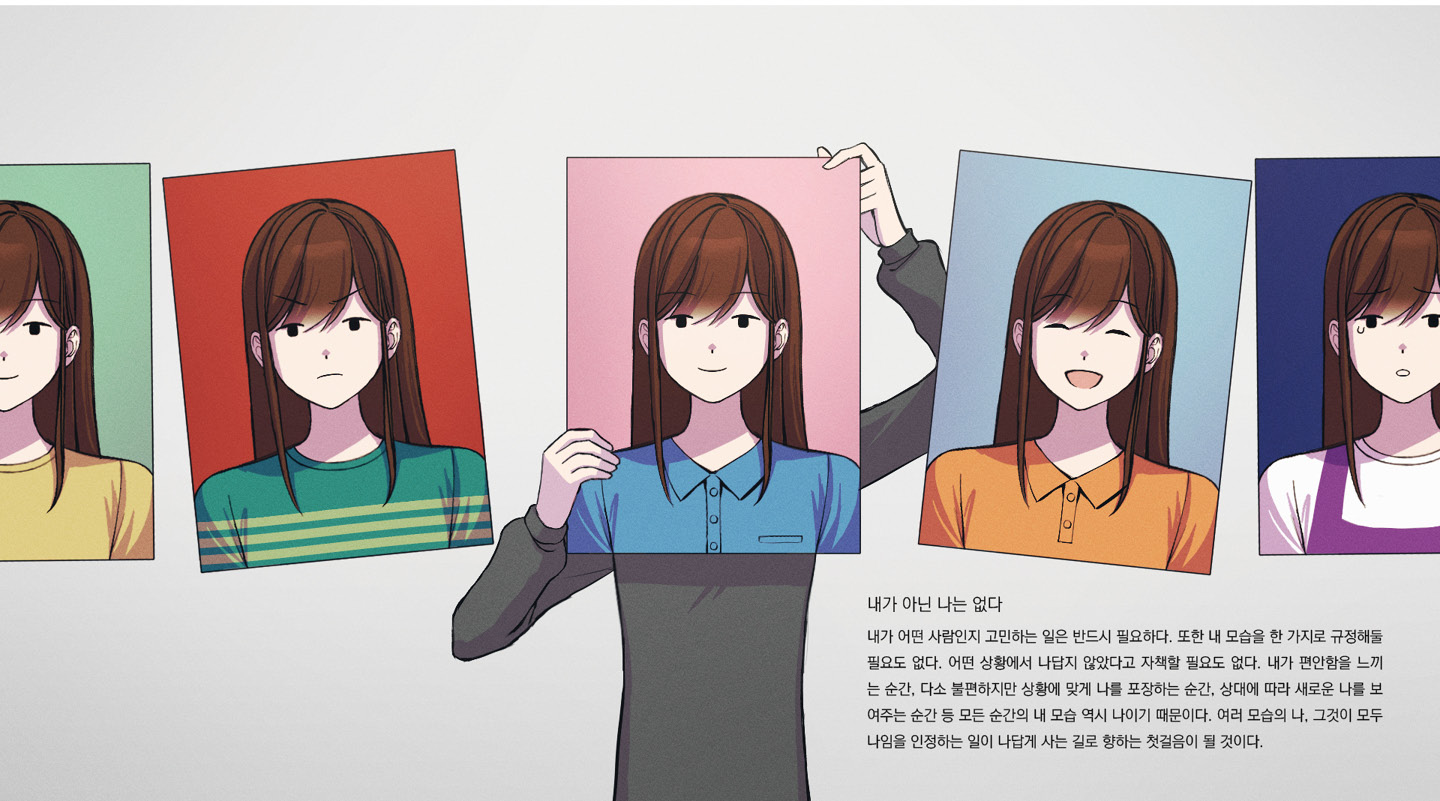 내가 아닌 나는 없다
내가 어떤 사람인지 고민하는 일은 반드시 필요하다. 또한 내 모습을 한 가지로 규정해둘
필요도 없다. 어떤 상황에서 나답지 않았다고 자책할 필요도 없다. 내가 편안함을 느끼
는 순간, 다소 불편하지만 상황에 맞게 나를 포장하는 순간, 상대에 따라 새로운 나를 보
여주는 순간 등 모든 순간의 내 모습 역시 나이기 때문이다. 여러 모습의 나, 그것이 모두
나임을 인정하는 일이 나답게 사는 길로 향하는 첫걸음이 될 것이다.